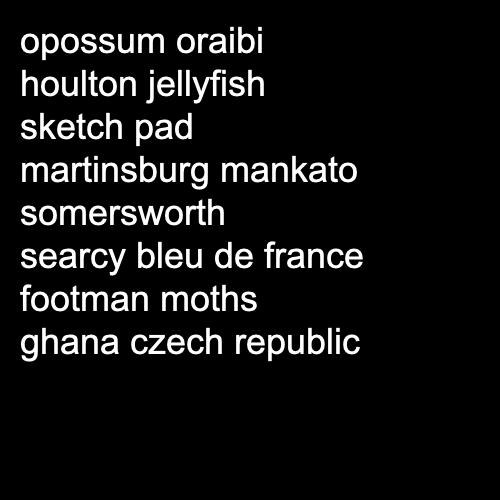 opossum oraibi
houlton jellyfish
sketch pad
martinsburg mankato
somersworth
searcy bleu de france
footman moths
ghana czech republic